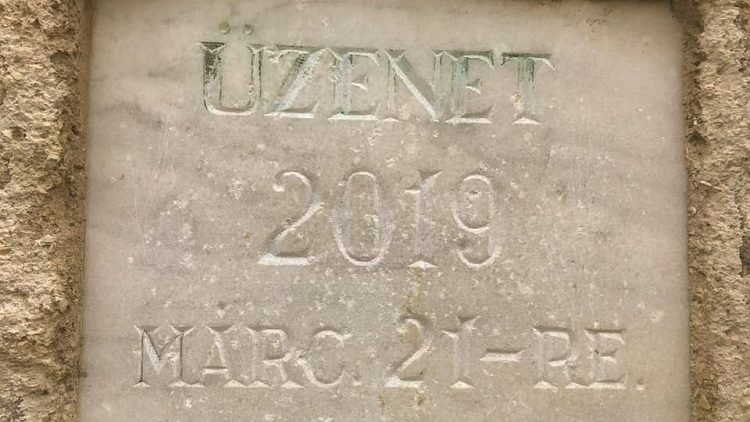 ÜZENET
2019
MÁRC. 21-RE.